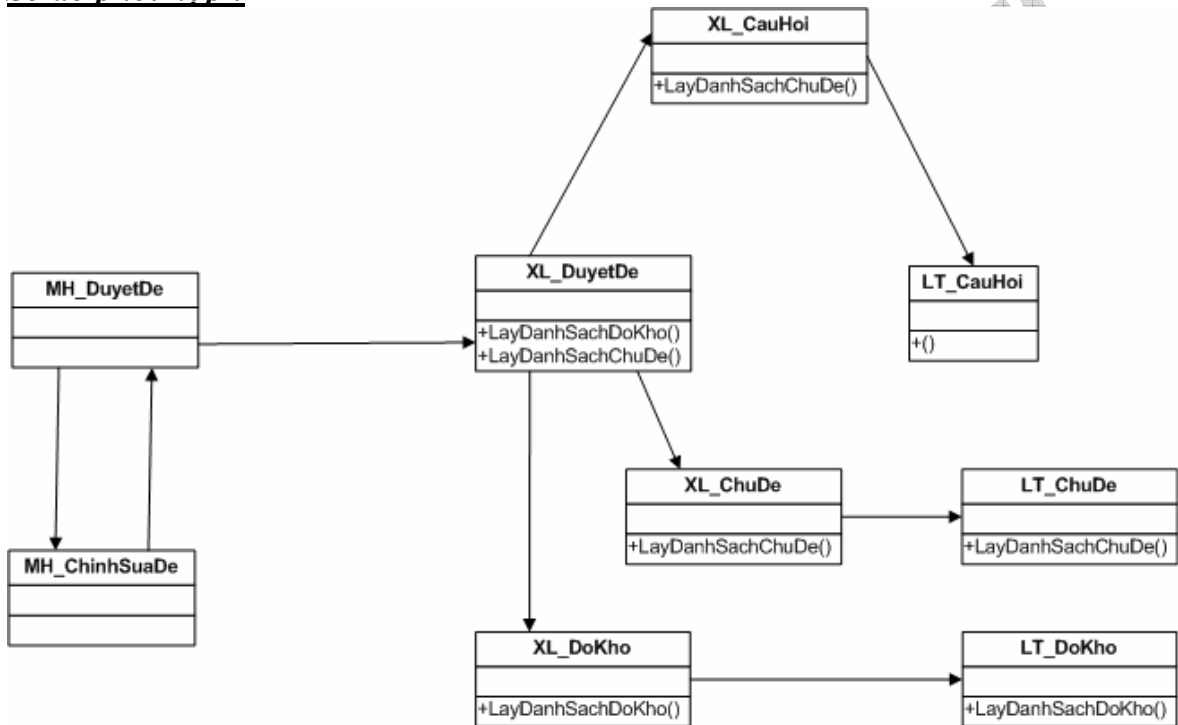 XL_CauHoi
+LayDanhSachChuDe()
MH_DuyetDe
XL_DuyetDe
+LayDanhSachDoKho()
+LayDanhSachChuDe()
LT_CauHoi
+()
XL_ChuDe
+LayDanhSachChuDe()
LT_ChuDe
+LayDanhSachChuDe()
MH_ChinhSuaDe
XL_DoKho
+LayDanhSachDoKho()
LT_DoKho
+LayDanhSachDoKho()